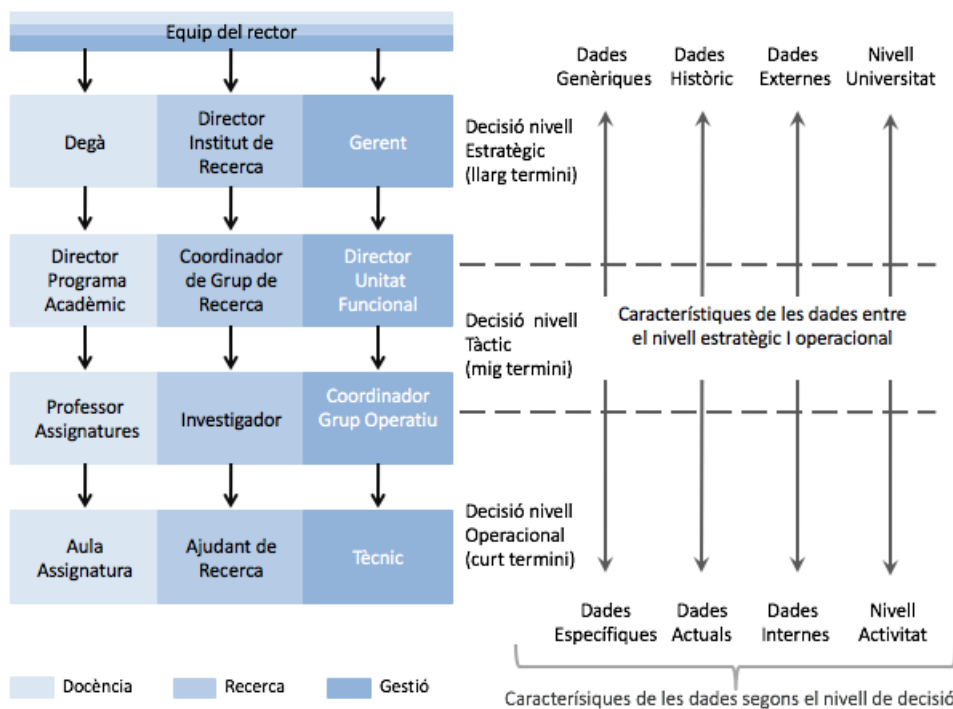 Equip del rector
Degà
Director
Institut de
Recerca
Gerent
Director
Programa
Acadèmic
Coordinador
de Grup de
Recerca
Director
Unitat
Funcional
Professor
Assignatures
Investigador
Coordinador
Grup Operatiu
Aula
Assignatura
Ajudant de
Recerca
Tècnic
Docència
Recerca
Gestió
Dades
Genèriques
Dades
Històric
Dades
Externes
Nivell
Universitat
Decisió nivell
Estratègic
(llarg termini)
Característiques de les dades entre
el nivell estratègic I operacional
Decisió nivell
Tàctic
(mig termini)
Decisió nivell
Operacional
(curt termini)
Dades
Específiques
Dades
Actuals
Dades
Internes
Nivell
Activitat
Caracterísiques de les dades segons el nivell de decisió